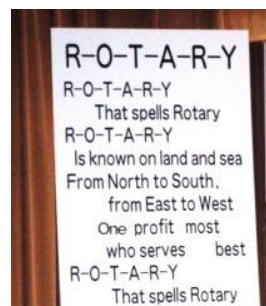 R-O-T-A-R-Y
R-O-T-A-R-Y
That spells Rotary
R-O-T-A-R-Y
Is known on land and sea
From North to South,
from East to West
One profit most
who serves best
R-O-T-A-R-Y
That spells Rotary